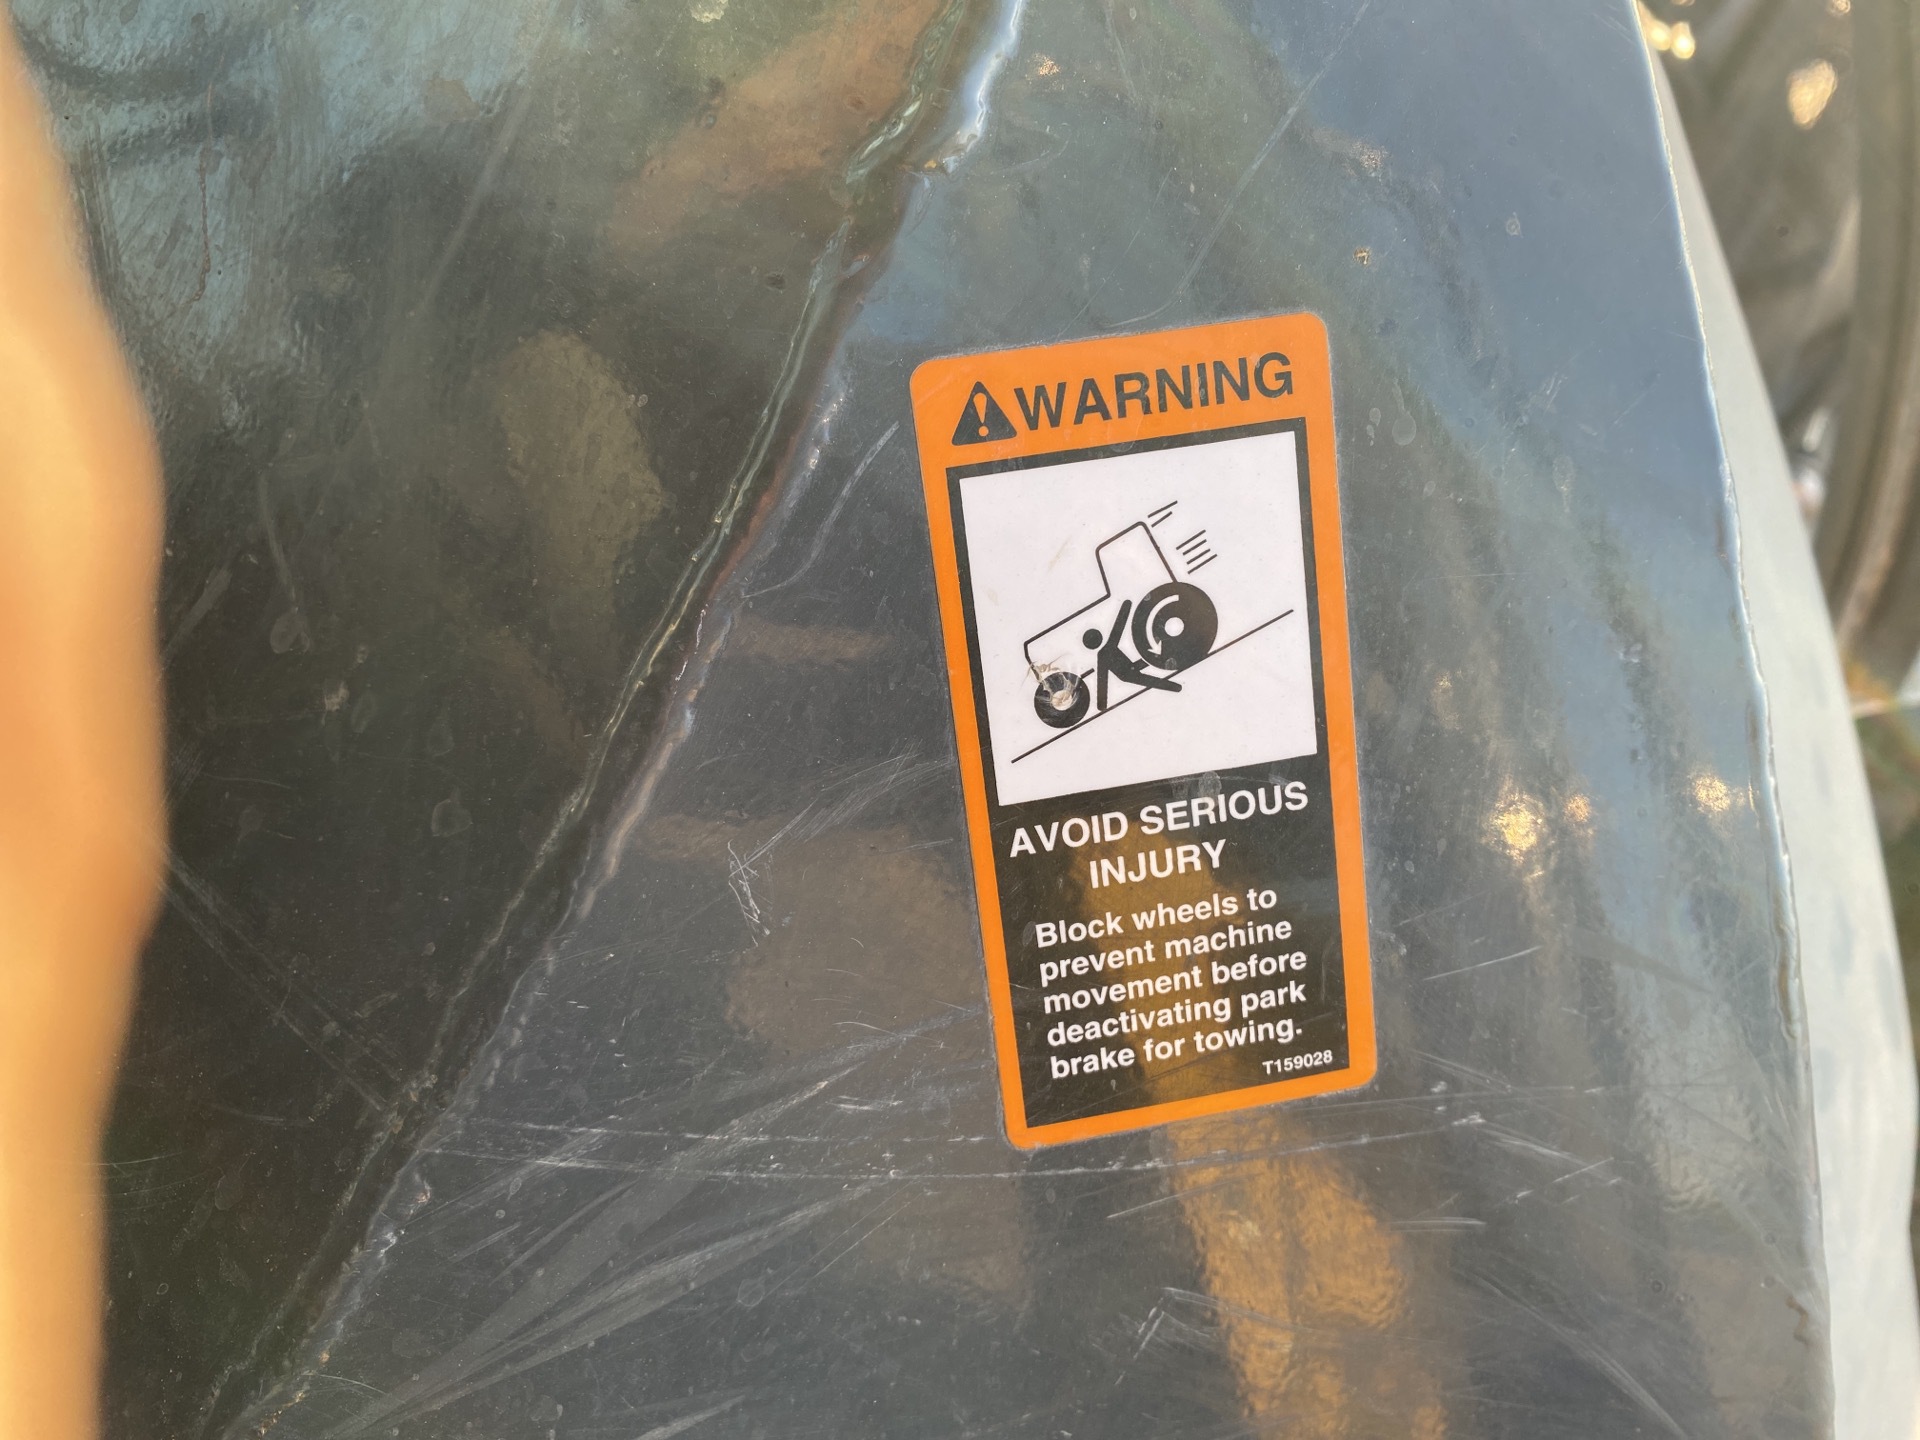 WARNING
AVOID SERIOUS
INJURY
Block wheels to
prevent machine
movement before
deactivating park
brake for towing.
T159028